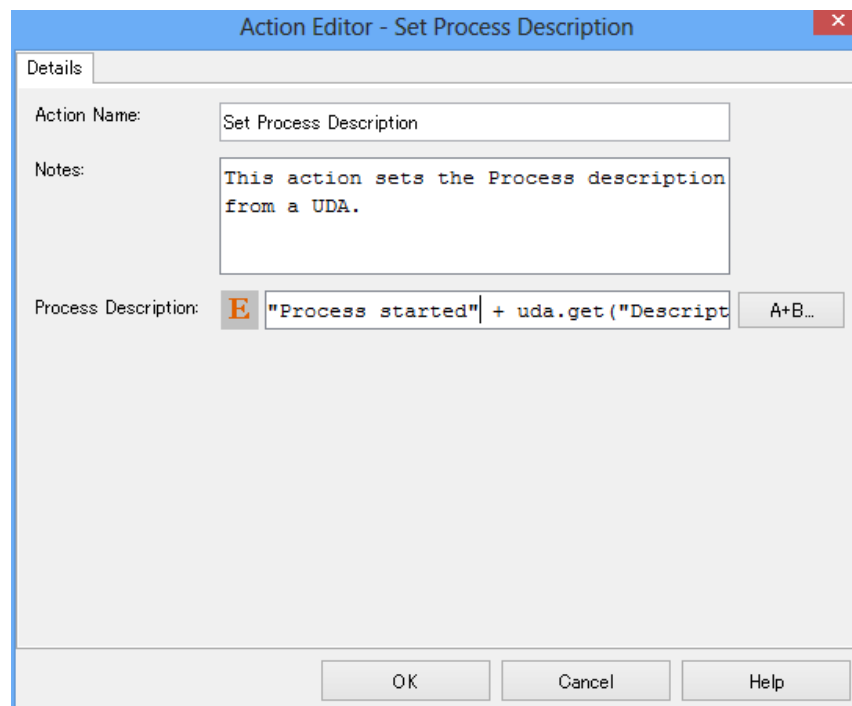 Action Editor - Set Process Description
Details
Action Name:
Set Process Description
Notes:
This action sets the Process description
from a UDA.
Process Description:
E
"Process started" + uda.get("Descript
A+B...
OK
Cancel
Help